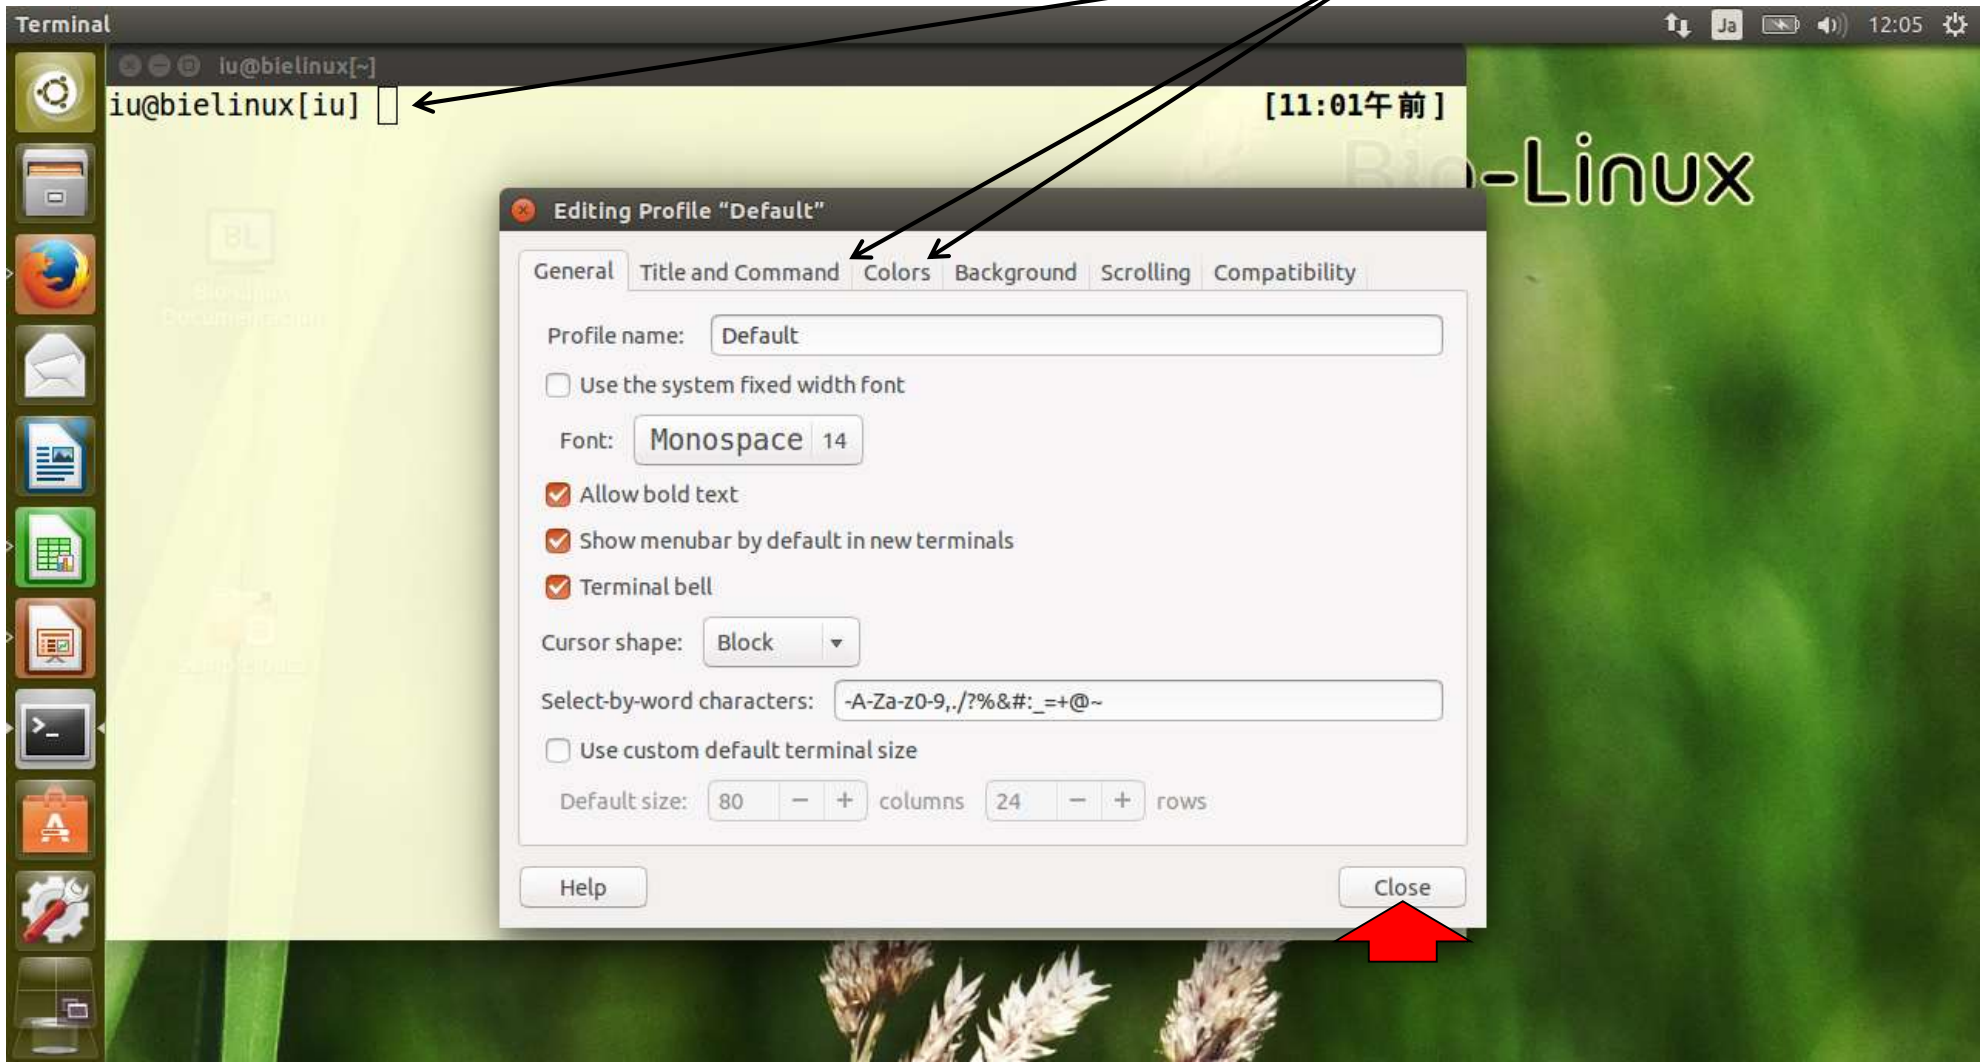 Terminal
Ja
12:05
iu@bielinux[~]
iu@bielinux[iu]
[11:01午前]
Bio-Linux
BL
Editing Profile “Default”
General Title and Command Colors Background Scrolling Compatibility
Profile name: Default
Use the system fixed width font
Font: Monospace 14
Allow bold text
Show menubar by default in new terminals
Terminal bell
Cursor shape: Block
Select-by-word characters: -A-Za-z0-9,./?%&#:_=+@~
Use custom default terminal size
Default size: 80 − + columns 24 − + rows
Help
Close